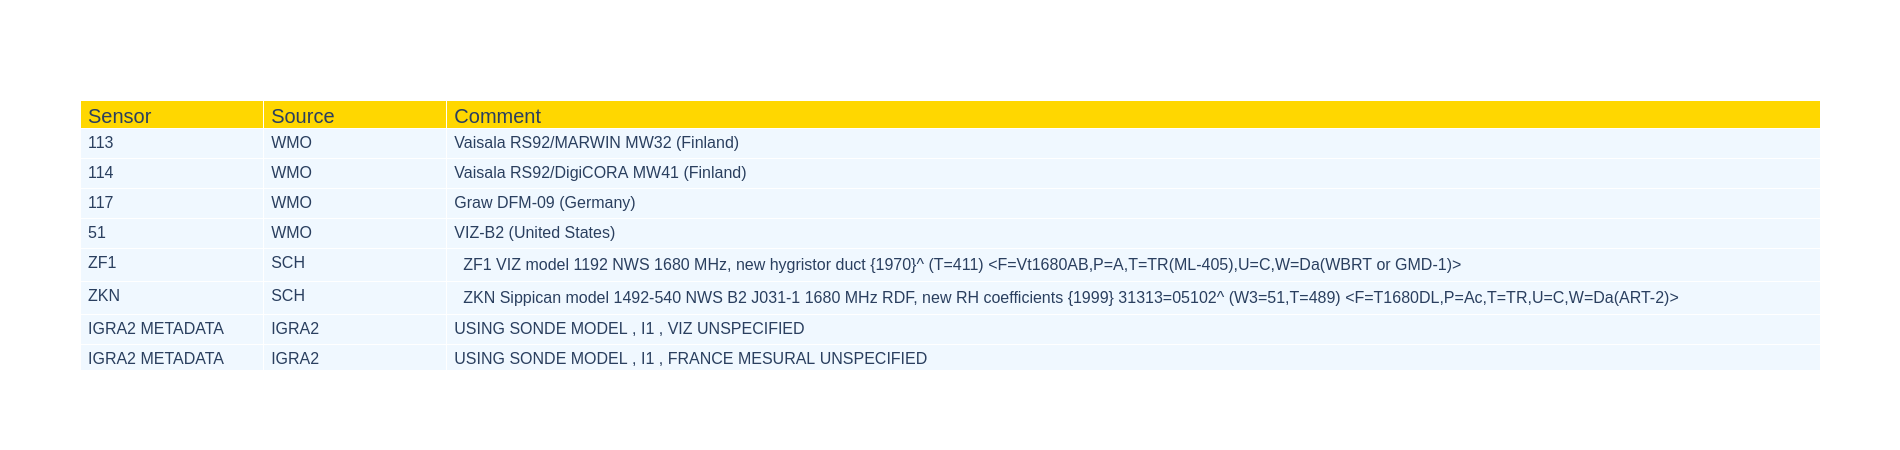 Sensor Source Comment
113 WMO Vaisala RS92/MARWIN MW32 (Finland)
114 WMO Vaisala RS92/DigiCORA MW41 (Finland)
117 WMO Graw DFM-09 (Germany)
51 WMO VIZ-B2 (United States)
ZF1 SCH ZF1 VIZ model 1192 NWS 1680 MHz, new hygristor duct {1970}^ (T=411) <F=Vt1680AB,P=A,T=TR(ML-405),U=C,W=Da(WBRT or GMD-1)>
ZKN SCH ZKN Sippican model 1492-540 NWS B2 J031-1 1680 MHz RDF, new RH coefficients {1999} 31313=05102^ (W3=51,T=489) <F=T1680DL,P=Ac,T=TR,U=C,W=Da(ART-2)>
IGRA2 METADATA IGRA2 USING SONDE MODEL , I1 , VIZ UNSPECIFIED
IGRA2 METADATA IGRA2 USING SONDE MODEL , I1 , FRANCE MESURAL UNSPECIFIED